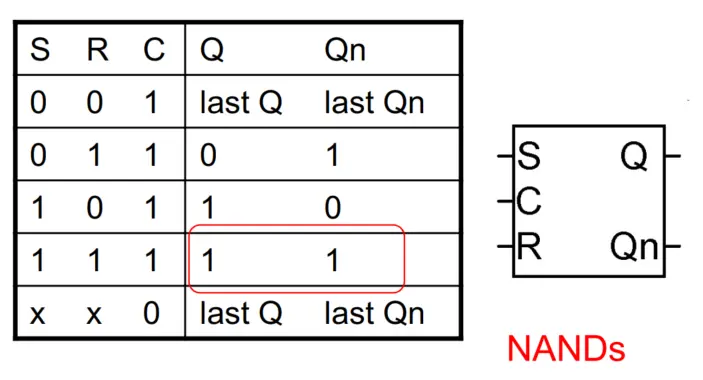 S R C Q Qn
0 0 1 last Q last Qn
0 1 1 0 1
1 0 1 1 0
1 1 1 1 1
x x 0 last Q last Qn
S Q
C
R Qn
NANDs